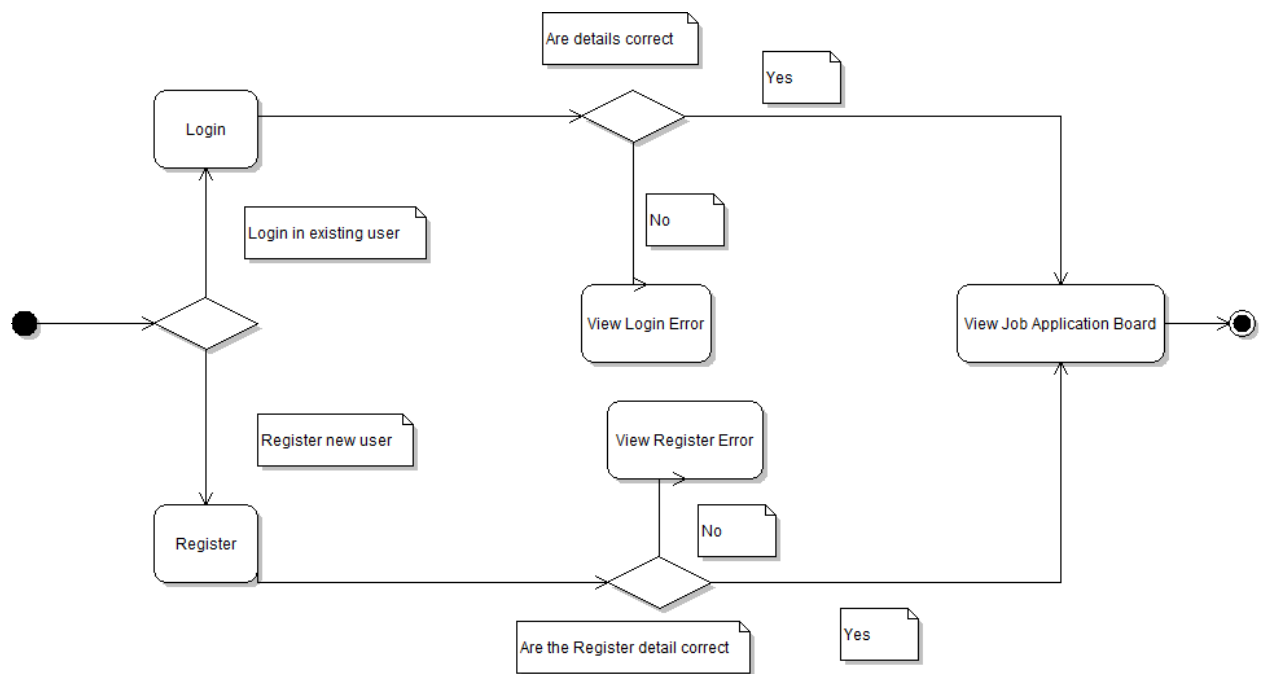 Are details correct
Yes
Login
No
Login in existing user
View Login Error
View Job Application Board
Register new user
View Register Error
No
Register
Yes
Are the Register detail correct